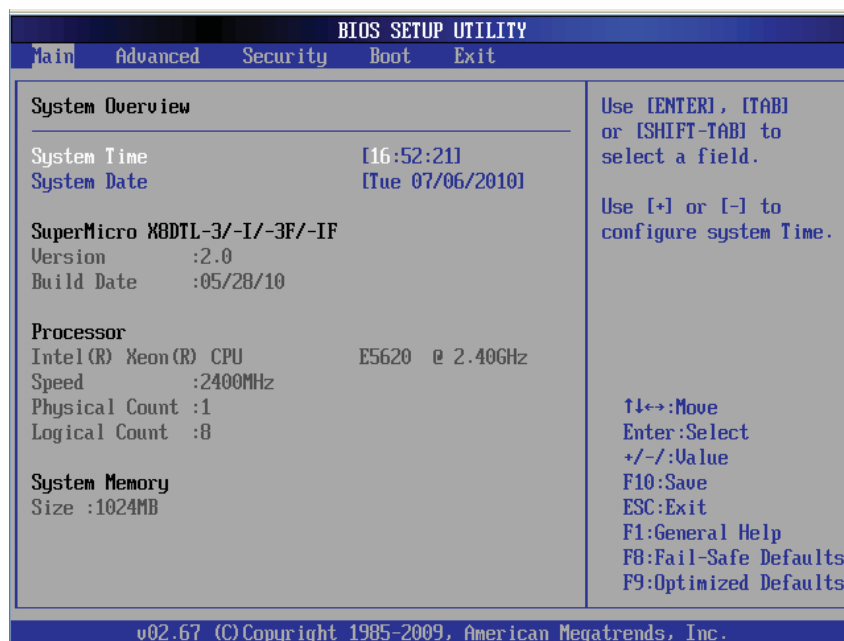 BIOS SETUP UTILITY
Main Advanced Security Boot Exit
System Overview
System Time [16:52:21]
System Date [Tue 07/06/2010]
SuperMicro X8DTL-3/-I/-3F/-IF
Version :2.0
Build Date :05/28/10
Processor
Intel(R) Xeon(R) CPU E5620 @ 2.40GHz
Speed :2400MHz
Physical Count :1
Logical Count :8
System Memory
Size :1024MB
Use [ENTER], [TAB]
or [SHIFT-TAB] to
select a field.
Use [+] or [-] to
configure system Time.
↑↓←→:Move
Enter:Select
+/-/:Value
F10:Save
ESC:Exit
F1:General Help
F8:Fail-Safe Defaults
F9:Optimized Defaults
v02.67 (C)Copyright 1985-2009, American Megatrends, Inc.